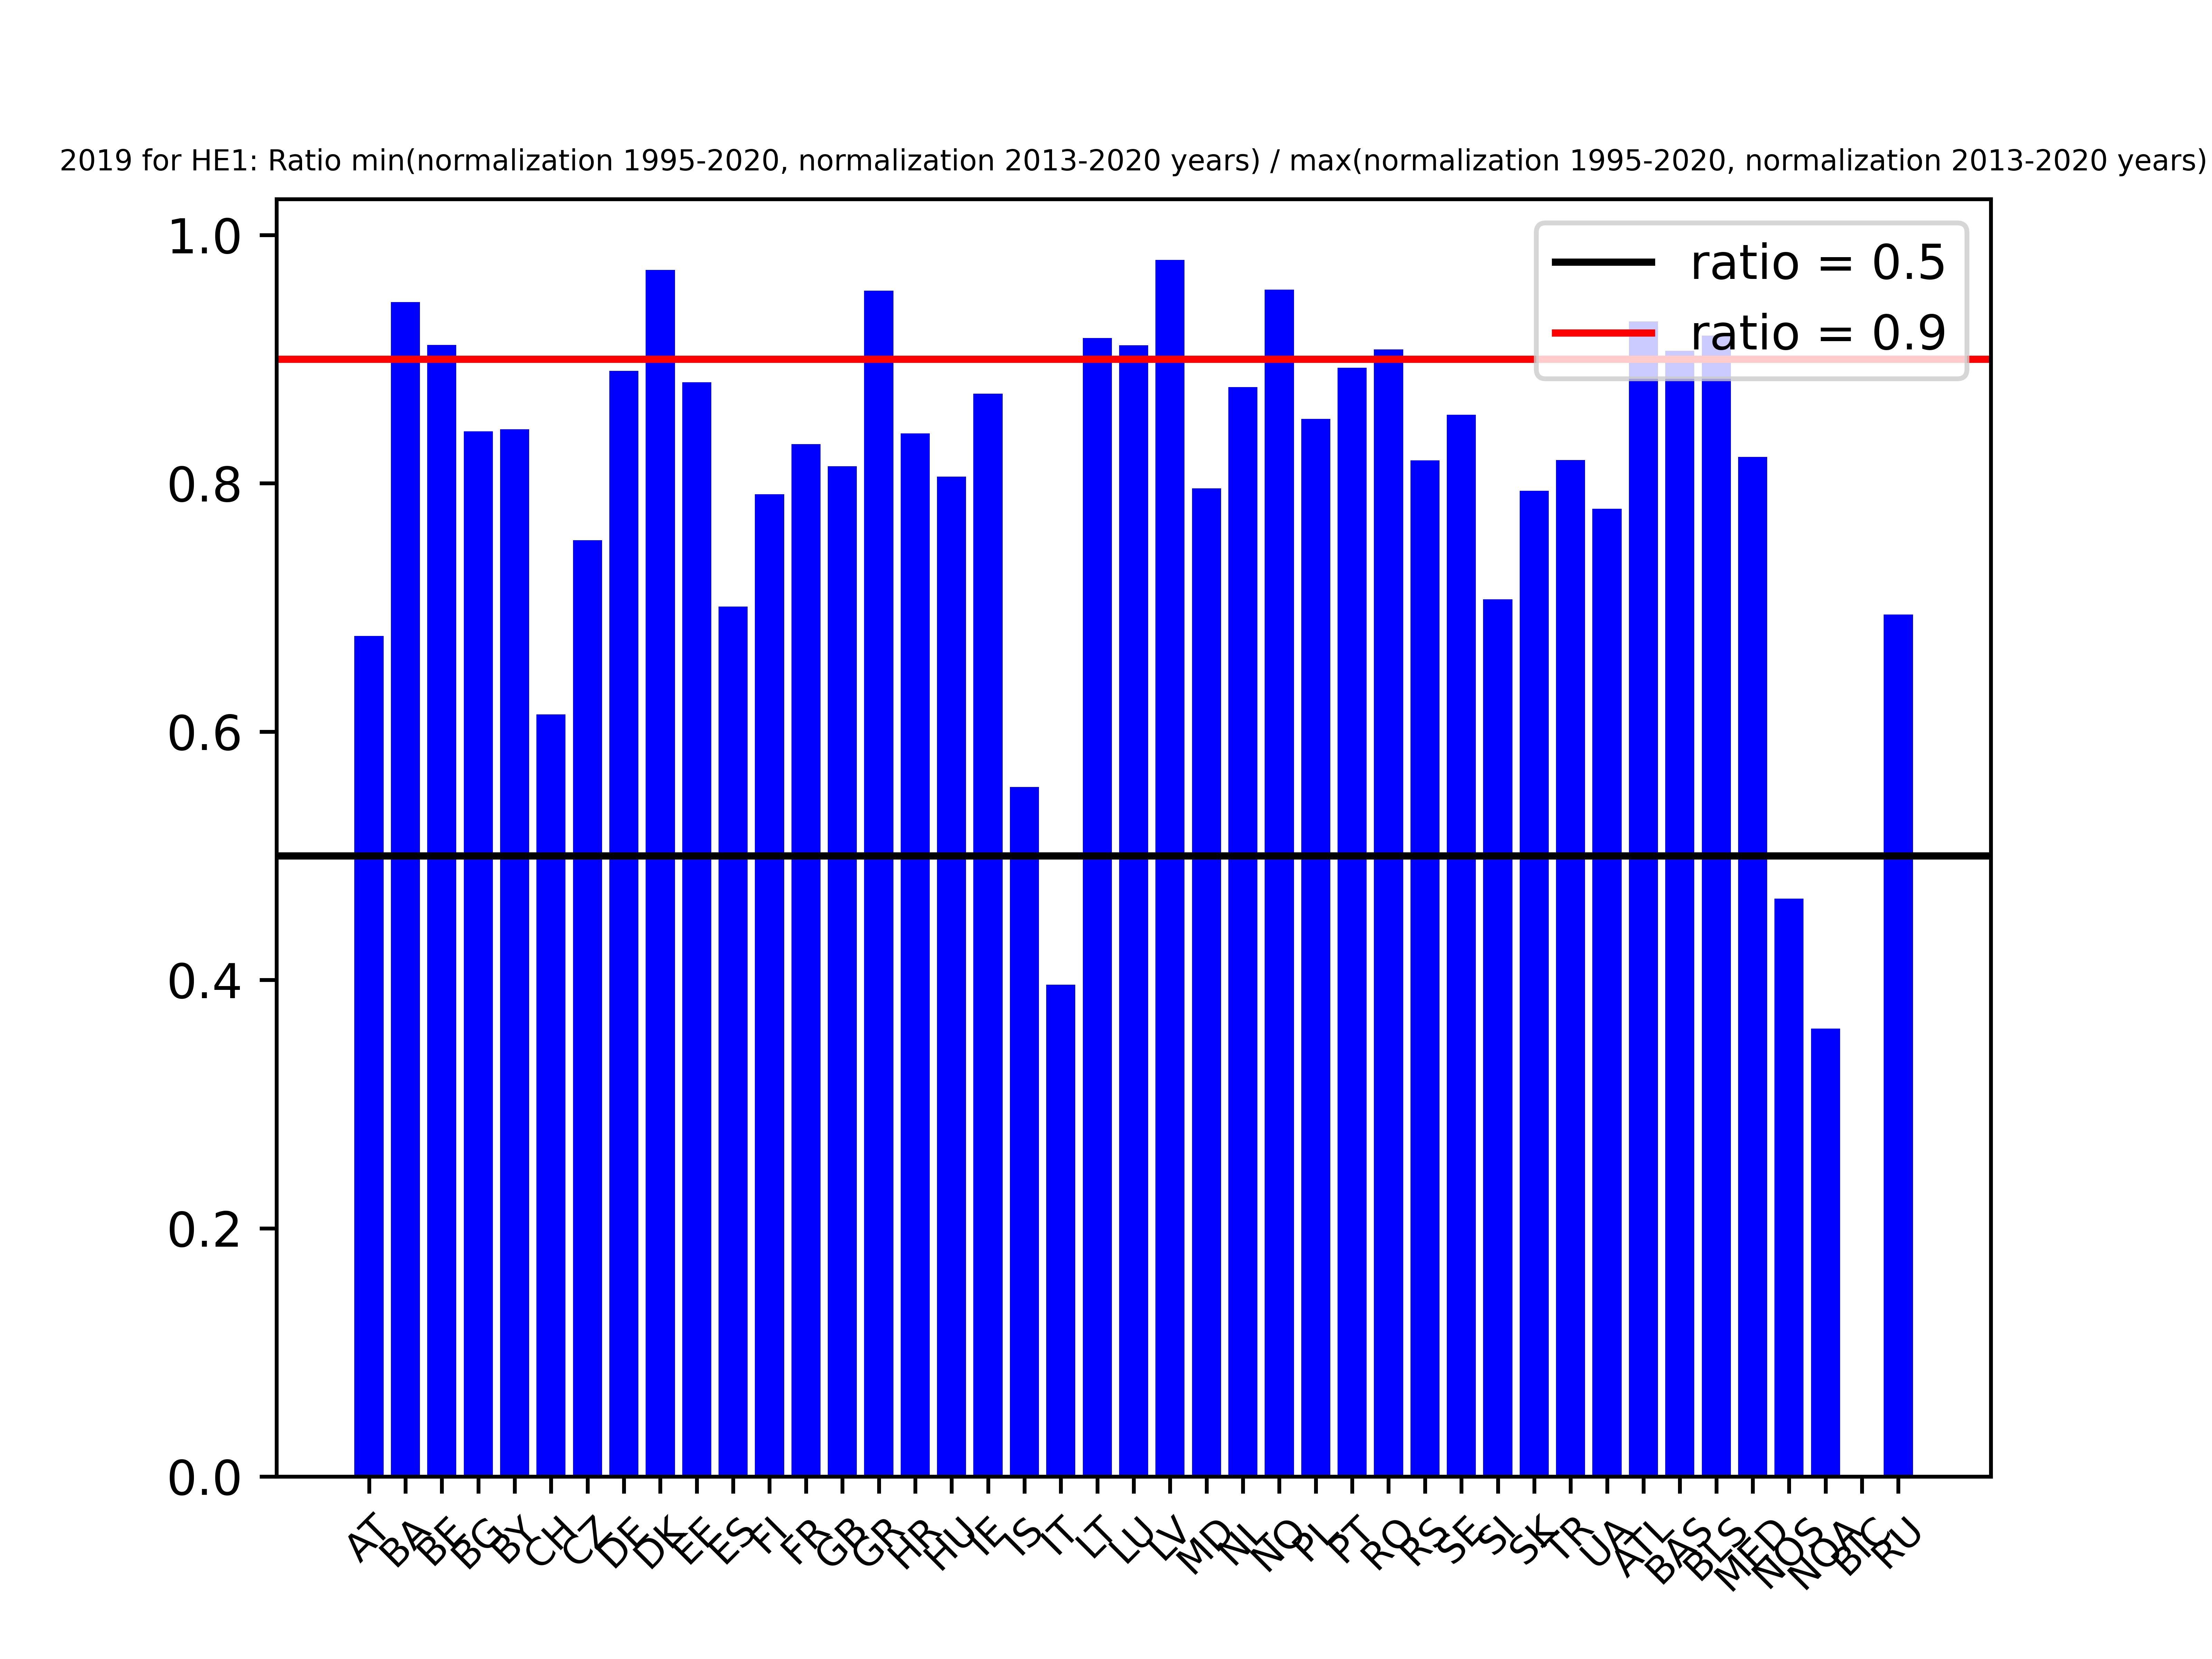 2019 for HE1: Ratio min(normalization 1995-2020, normalization 2013-2020 years) / max(normalization 1995-2020, normalization 2013-2020 years)
ratio = 0.5
ratio = 0.9
1.0
0.8
0.6
0.4
0.2
0.0
AT
BA
BE
BG
BY
CH
CZ
DE
DK
EE
ES
FI
FR
GB
GR
HR
HU
IE
IS
IT
LT
LU
LV
MD
NL
NO
PL
PT
RO
RS
SE
SI
SK
TR
UA
ATL
BAS
BLS
MED
NOS
NOA
BIC
RU